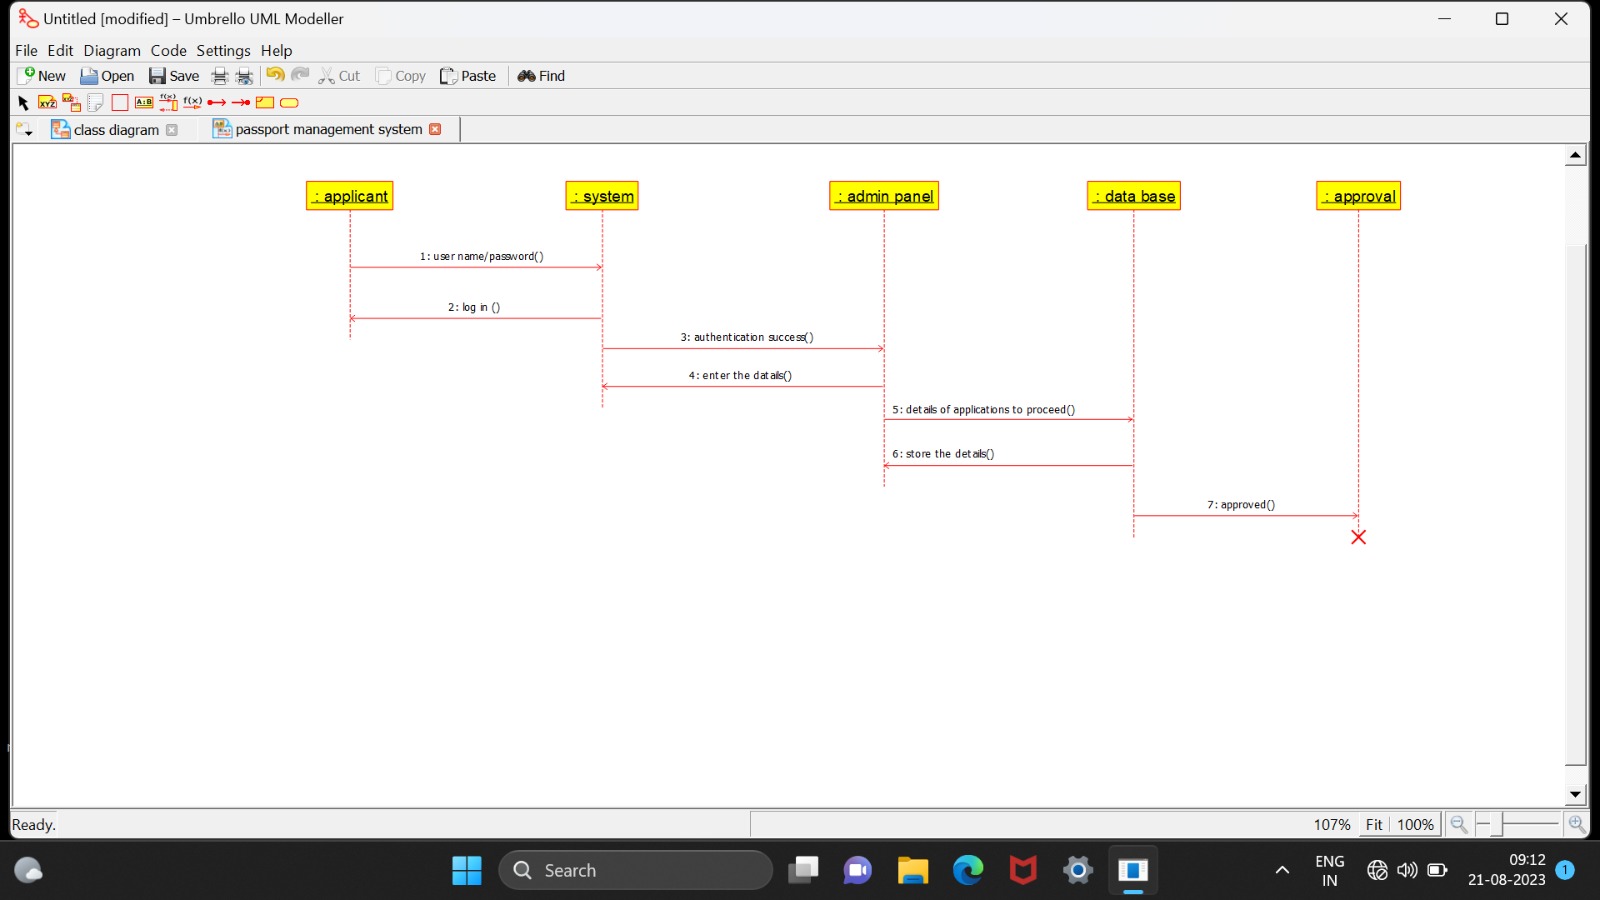 Untitled [modified] – Umbrello UML Modeller
File Edit Diagram Code Settings Help
New Open Save Cut Copy Paste Find
XYZ A:B f(x) f(x)
class diagram passport management system
: applicant : system : admin panel : data base : approval
1: user name/password()
2: log in ()
3: authentication success()
4: enter the datails()
5: details of applications to proceed()
6: store the details()
7: approved()
Ready. 107% Fit 100%
Search
ENG
IN
09:12
21-08-2023
1